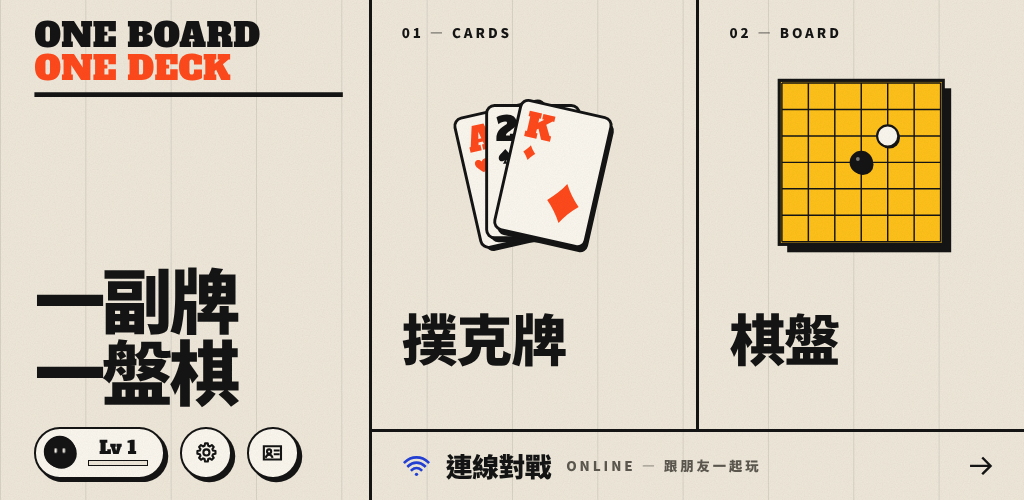 ONE BOARD
ONE DECK
一副牌
一盤棋
Lv 1
01 — CARDS
A
2
K
撲克牌
02 — BOARD
棋盤
連線對戰 ONLINE — 跟朋友一起玩